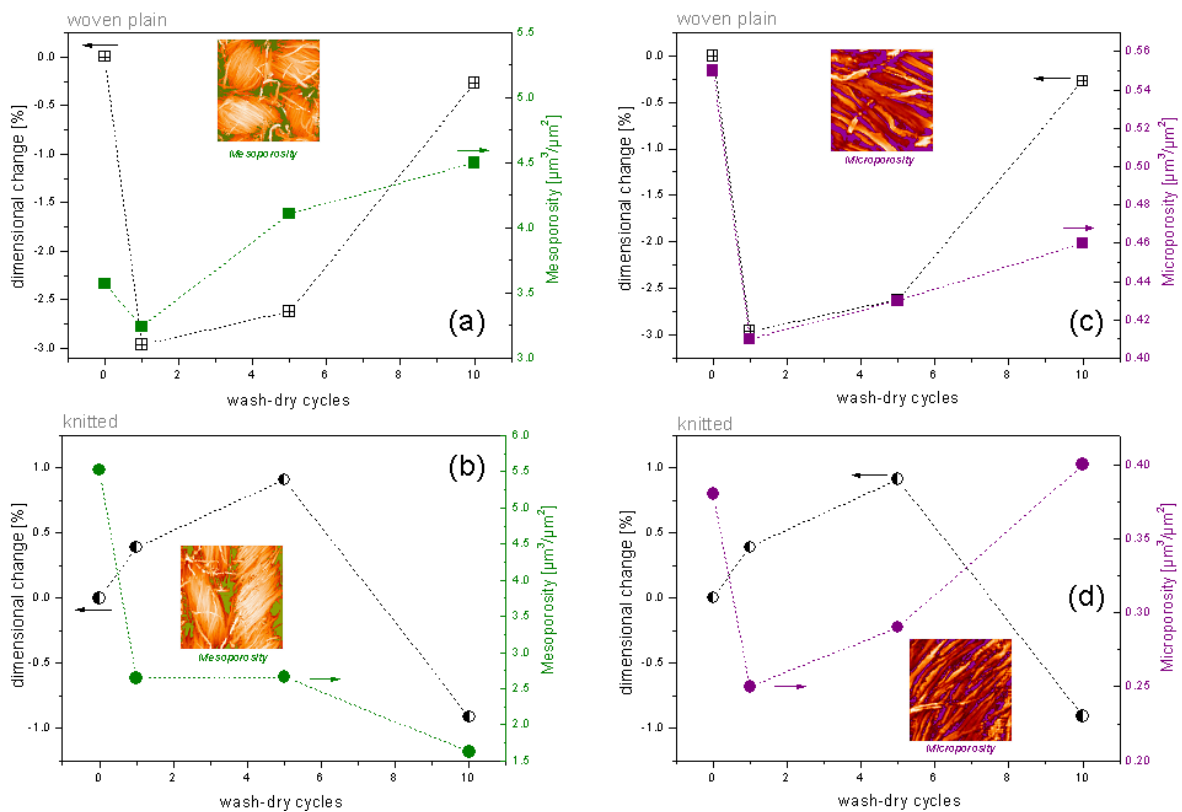 woven plain
0.0
-0.5
-1.0
-1.5
-2.0
-2.5
-3.0
dimensional change [%]
Mesoporosity
(a)
5.5
5.0
4.5
4.0
3.5
3.0
Mesoporosity [µm³/µm²]
0 2 4 6 8 10
wash-dry cycles
woven plain
0.0
-0.5
-1.0
-1.5
-2.0
-2.5
-3.0
dimensional change [%]
Microporosity
(c)
0.56
0.54
0.52
0.50
0.48
0.46
0.44
0.42
0.40
Microporosity [µm³/µm²]
0 2 4 6 8 10
wash-dry cycles
knitted
1.0
0.5
0.0
-0.5
-1.0
dimensional change [%]
(b)
Mesoporosity
6.0
5.5
5.0
4.5
4.0
3.5
3.0
2.5
2.0
1.5
Mesoporosity [µm³/µm²]
0 2 4 6 8 10
wash-dry cycles
knitted
1.0
0.5
0.0
-0.5
-1.0
dimensional change [%]
(d)
Microporosity
0.40
0.35
0.30
0.25
0.20
Microporosity [µm³/µm²]
0 2 4 6 8 10
wash-dry cycles